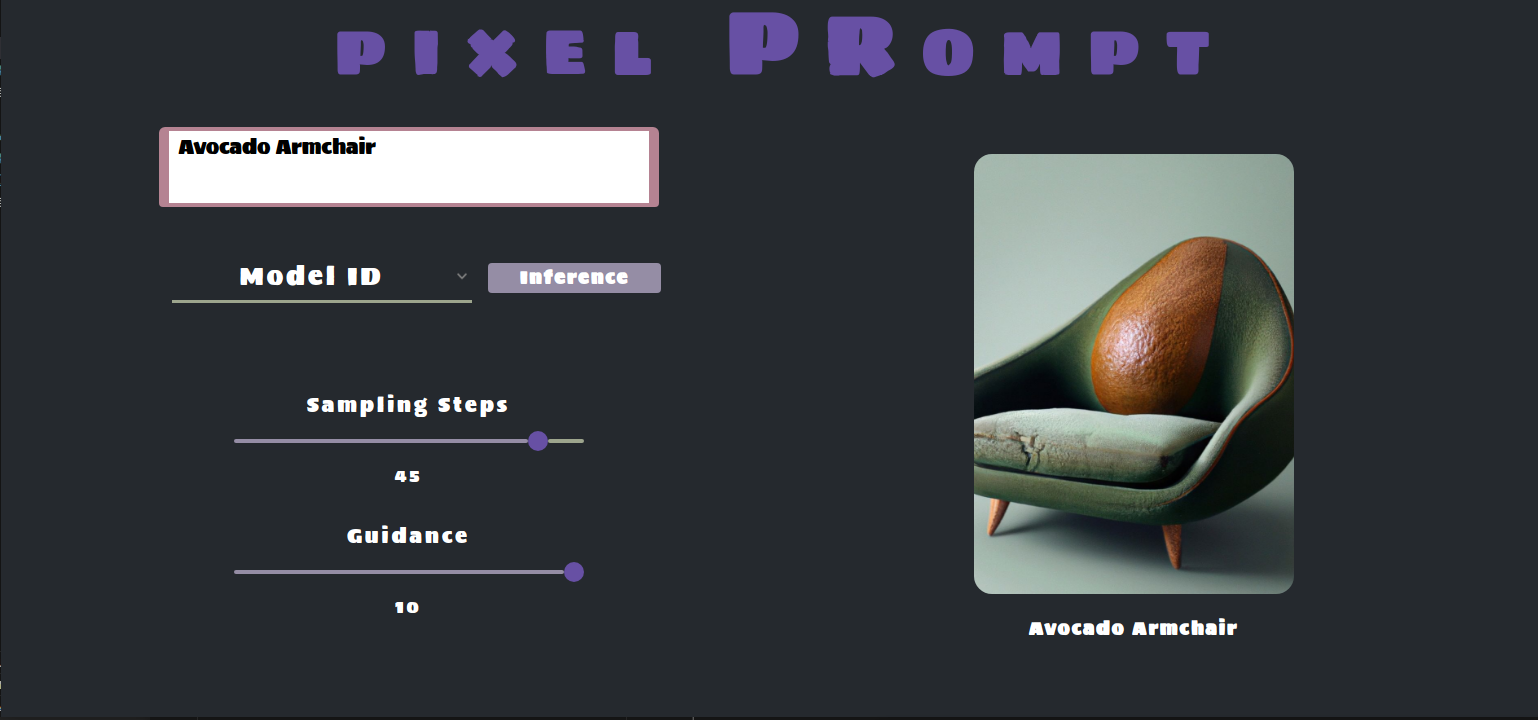 PIXEL PROMPT
Avocado Armchair
Model ID
Inference
Sampling Steps
45
Guidance
10
Avocado Armchair